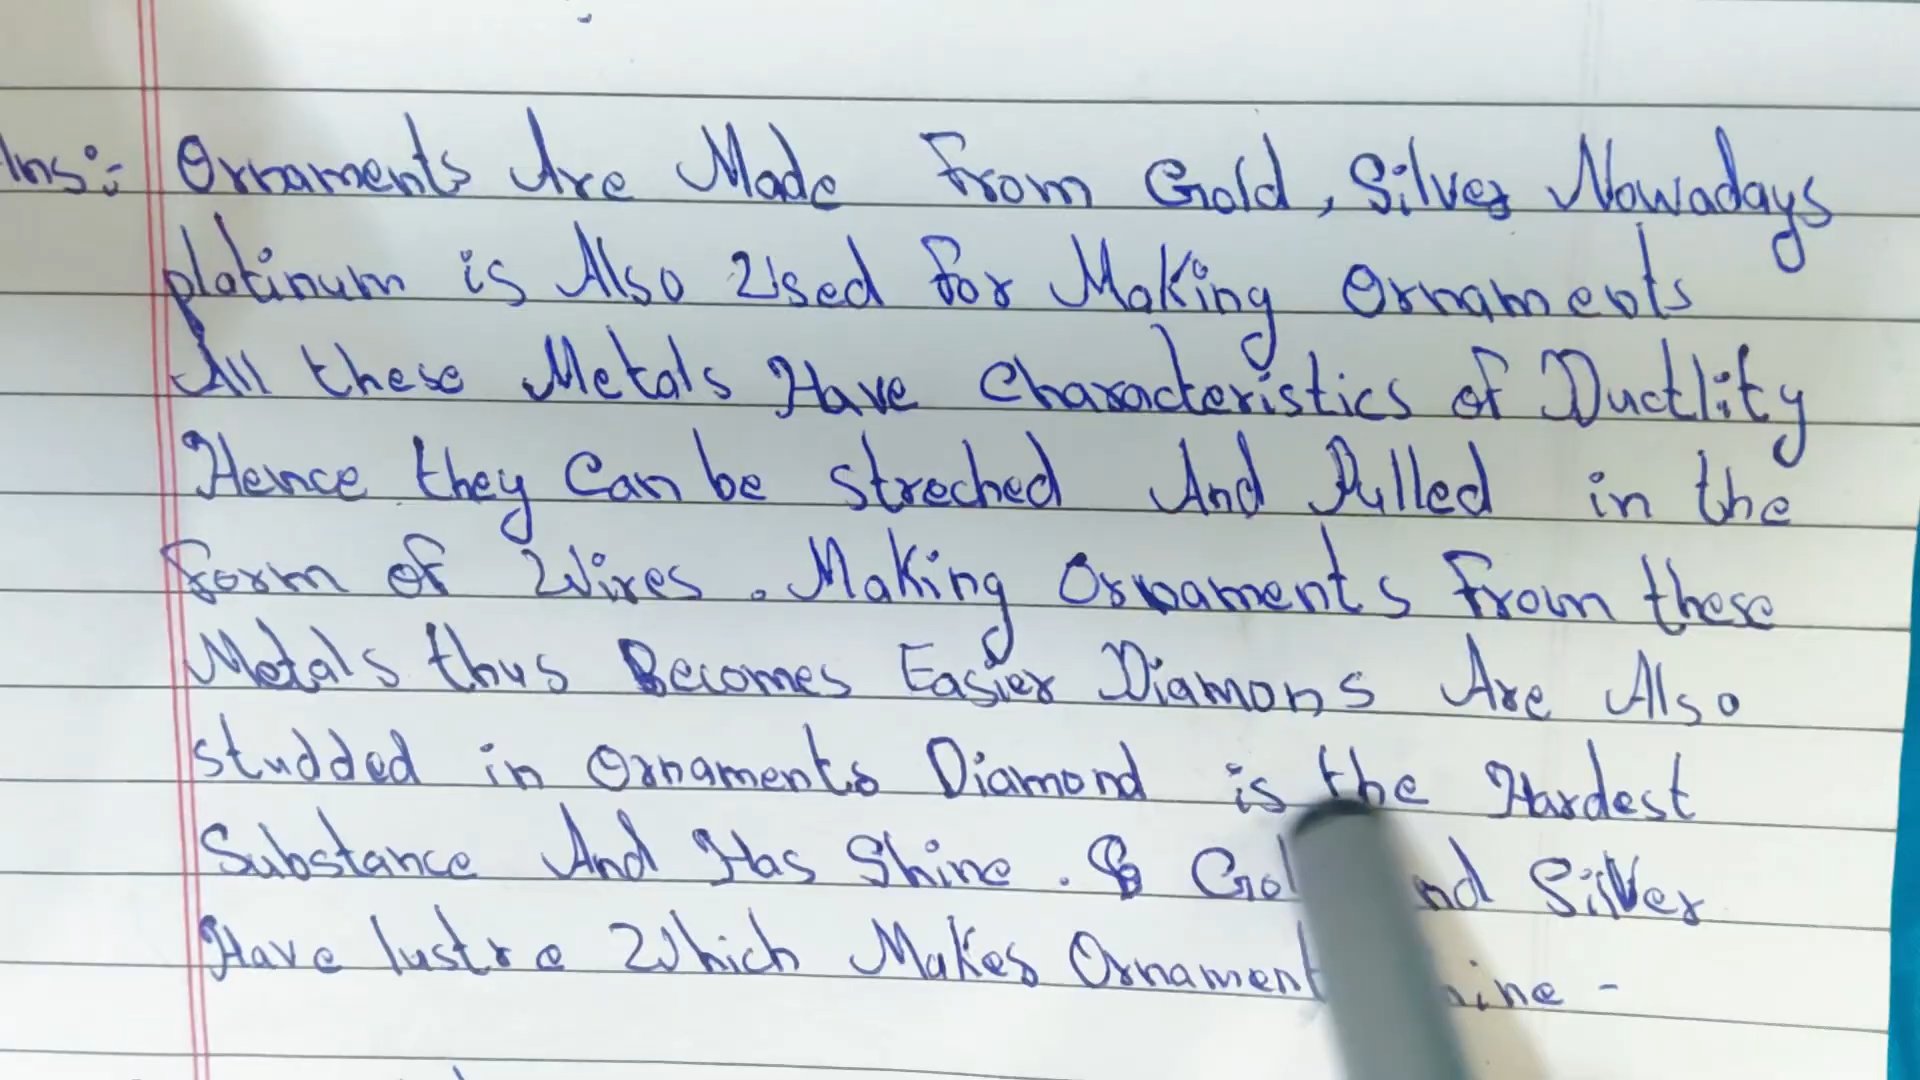 Ans:- Ornaments Are Made From Gold, Silver Nowadays
platinum is Also Used for Making Ornaments
All these Metals Have Characteristics of Ductlity
Hence they Can be streched And Pulled in the
form of Wires. Making Ornaments From these
Metals thus Becomes Easier Diamons Are Also
studded in Ornaments Diamond is the Hardest
Substance And Has Shine. Silver
Have lustre Which Makes